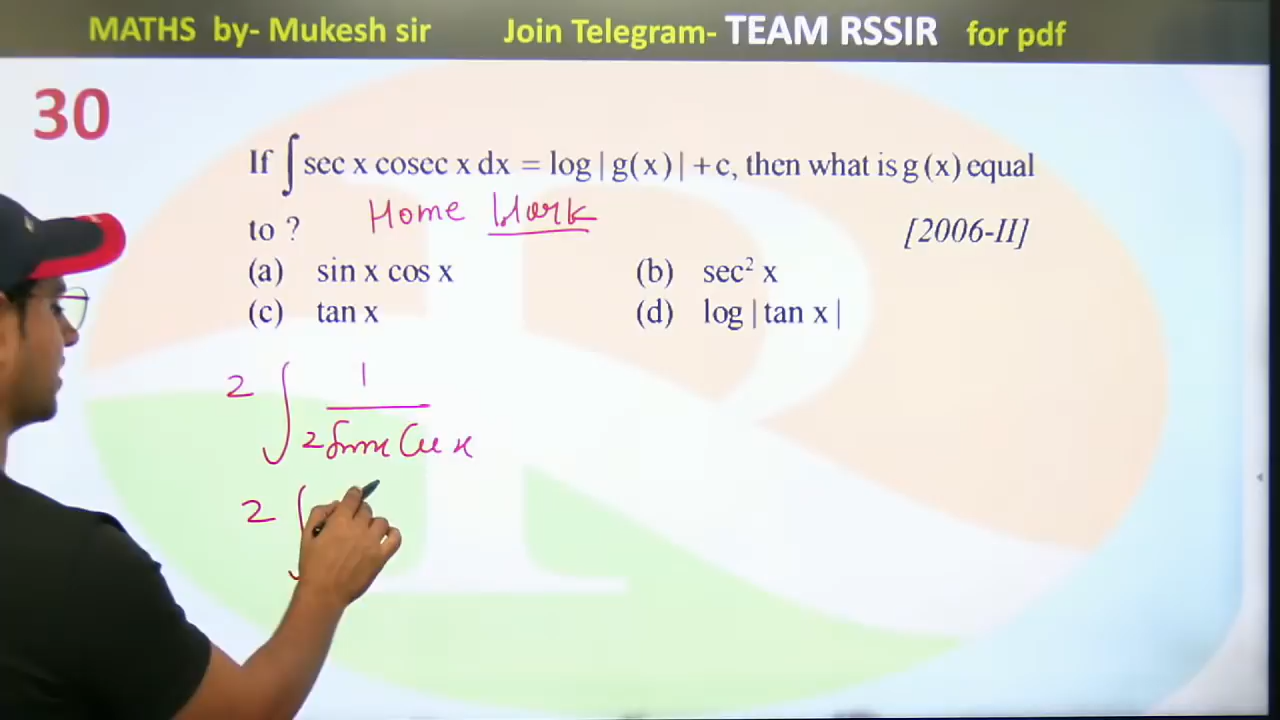 MATHS by- Mukesh sir Join Telegram- TEAM RSSIR for pdf
30
If ∫ sec x cosec x dx = log | g(x) | + c, then what is g (x) equal
to ? Home Work [2006-II]
(a) sin x cos x (b) sec² x
(c) tan x (d) log | tan x |
2 ∫ 1
2 Sinx Cos x
2 ∫